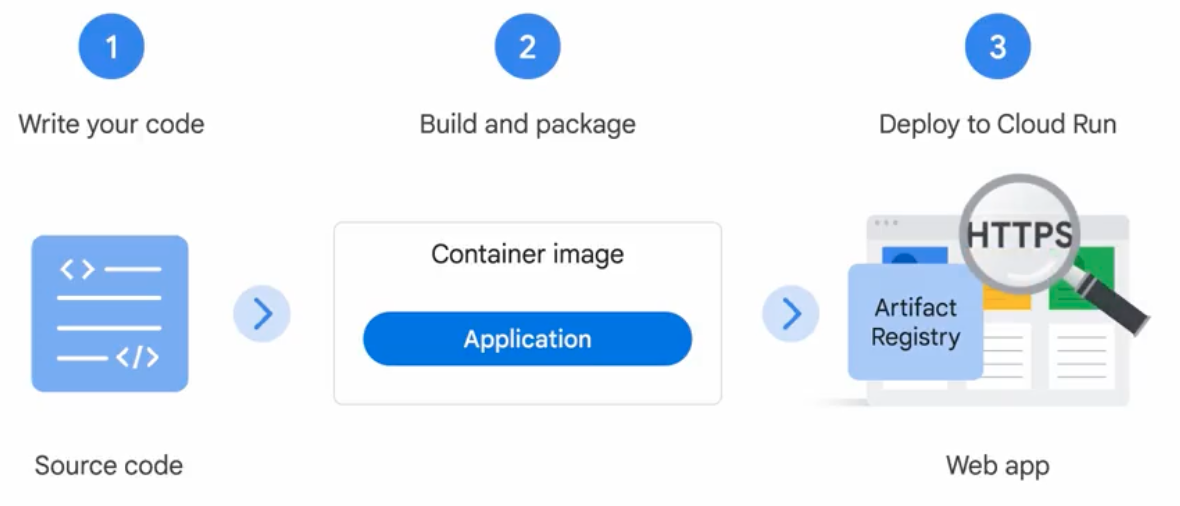 1
2
3
Write your code
Build and package
Deploy to Cloud Run
< >
</>
Container image
Application
HTTPS
Artifact
Registry
Source code
Web app